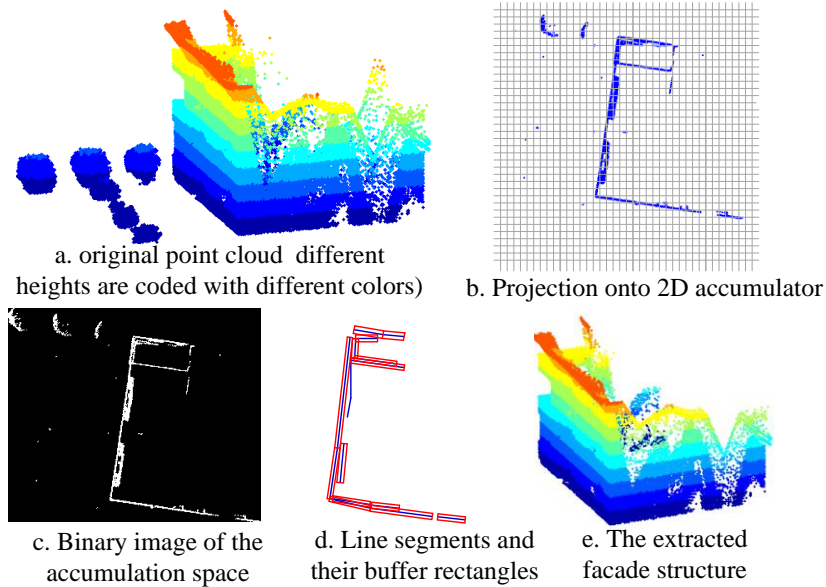 a. original point cloud different
heights are coded with different colors)
b. Projection onto 2D accumulator
c. Binary image of the
accumulation space
d. Line segments and
their buffer rectangles
e. The extracted
facade structure